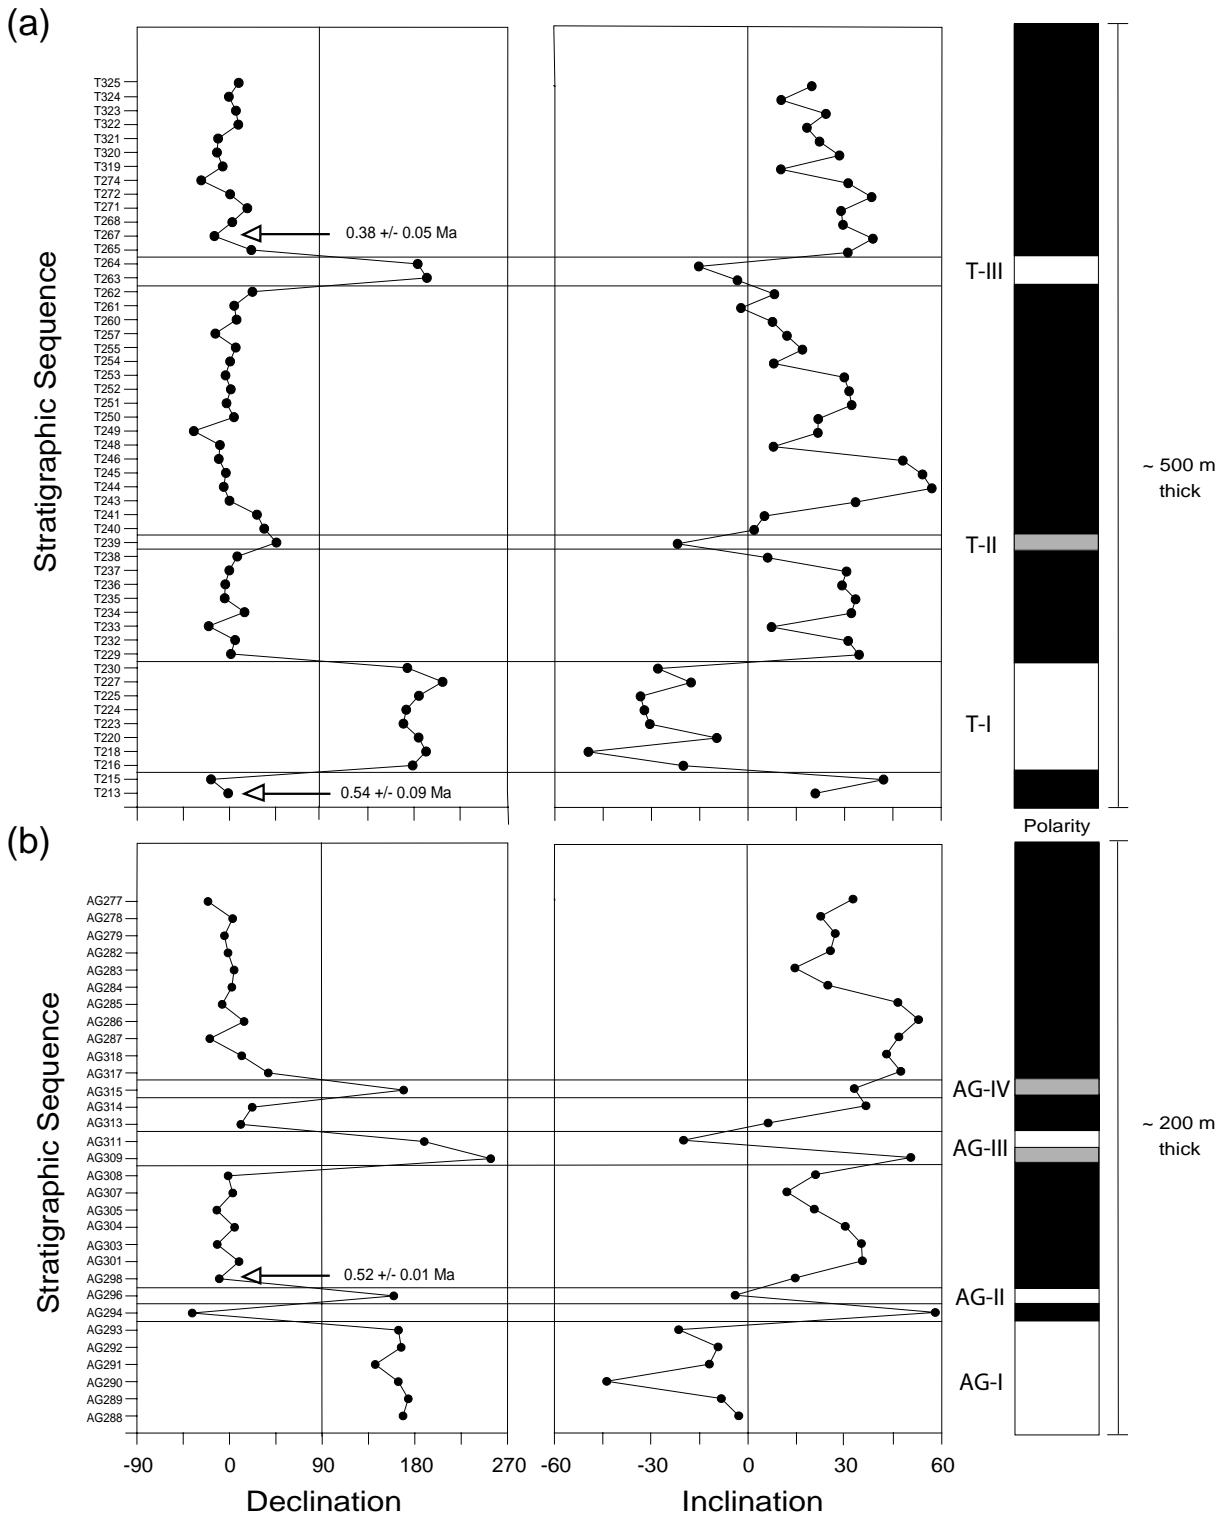 (a)
T325
T324
T323
T322
T321
T320
T319
T274
T272
T271
T268
T267
T265
T264
T263
T262
T261
T260
T257
T255
T254
T253
T252
T251
T250
T249
T248
T246
T245
T244
T243
T241
T240
T239
T238
T237
T236
T235
T234
T233
T232
T229
T230
T227
T225
T224
T223
T220
T218
T216
T215
T213
Stratigraphic Sequence
0.38 +/- 0.05 Ma
0.54 +/- 0.09 Ma
T-III
T-II
T-I
~ 500 m
thick
Polarity
(b)
AG277
AG278
AG279
AG282
AG283
AG284
AG285
AG286
AG287
AG318
AG317
AG315
AG314
AG313
AG311
AG309
AG308
AG307
AG305
AG304
AG303
AG301
AG298
AG296
AG294
AG293
AG292
AG291
AG290
AG289
AG288
Stratigraphic Sequence
0.52 +/- 0.01 Ma
AG-IV
AG-III
AG-II
AG-I
~ 200 m
thick
-90 0 90 180 270
-60 -30 0 30 60
Declination
Inclination